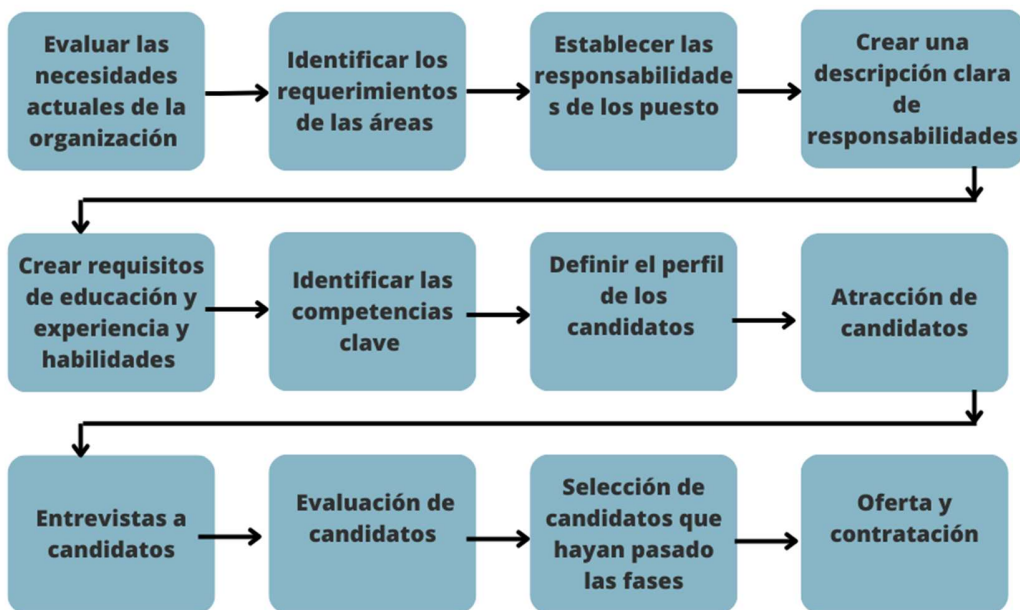 Evaluar las
necesidades
actuales de la
organización
Identificar los
requerimientos
de las áreas
Establecer las
responsabilidade
s de los puesto
Crear una
descripción clara
de
responsabilidades
Crear requisitos
de educación y
experiencia y
habilidades
Identificar las
competencias
clave
Definir el perfil
de los
candidatos
Atracción de
candidatos
Entrevistas a
candidatos
Evaluación de
candidatos
Selección de
candidatos que
hayan pasado
las fases
Oferta y
contratación